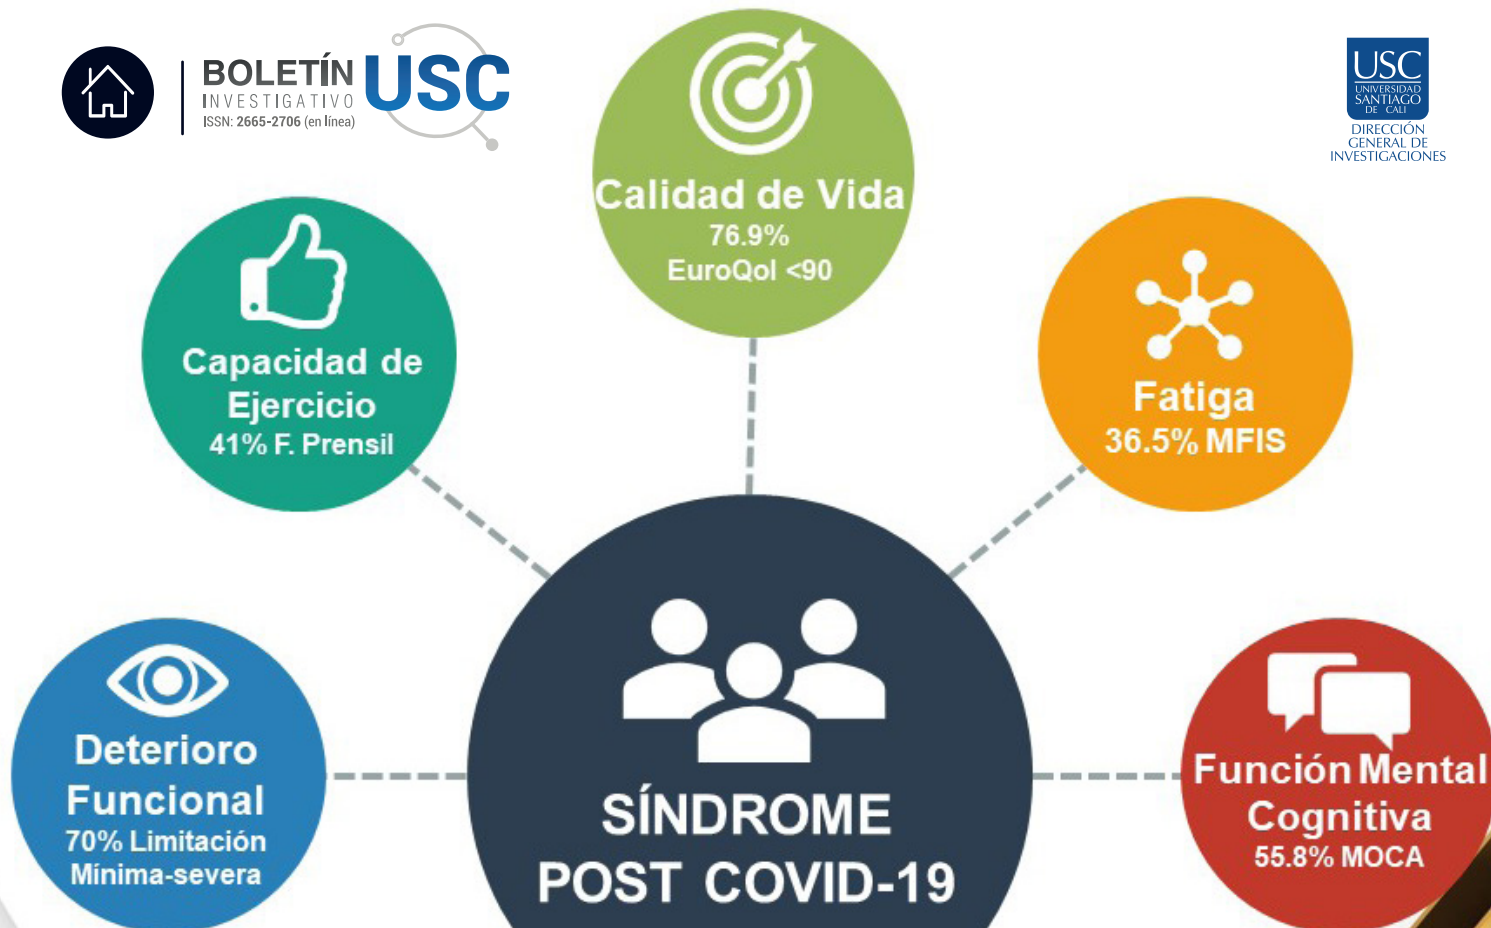 BOLETÍN
INVESTIGATIVO
ISSN: 2665-2706 (en línea)
USC
USC
UNIVERSIDAD
SANTIAGO
DE CALI
DIRECCIÓN
GENERAL DE
INVESTIGACIONES
Calidad de Vida
76.9%
EuroQol <90
Capacidad de
Ejercicio
41% F. Prensil
Fatiga
36.5% MFIS
Deterioro
Funcional
70% Limitación
Mínima-severa
SÍNDROME
POST COVID-19
Función Mental
Cognitiva
55.8% MOCA